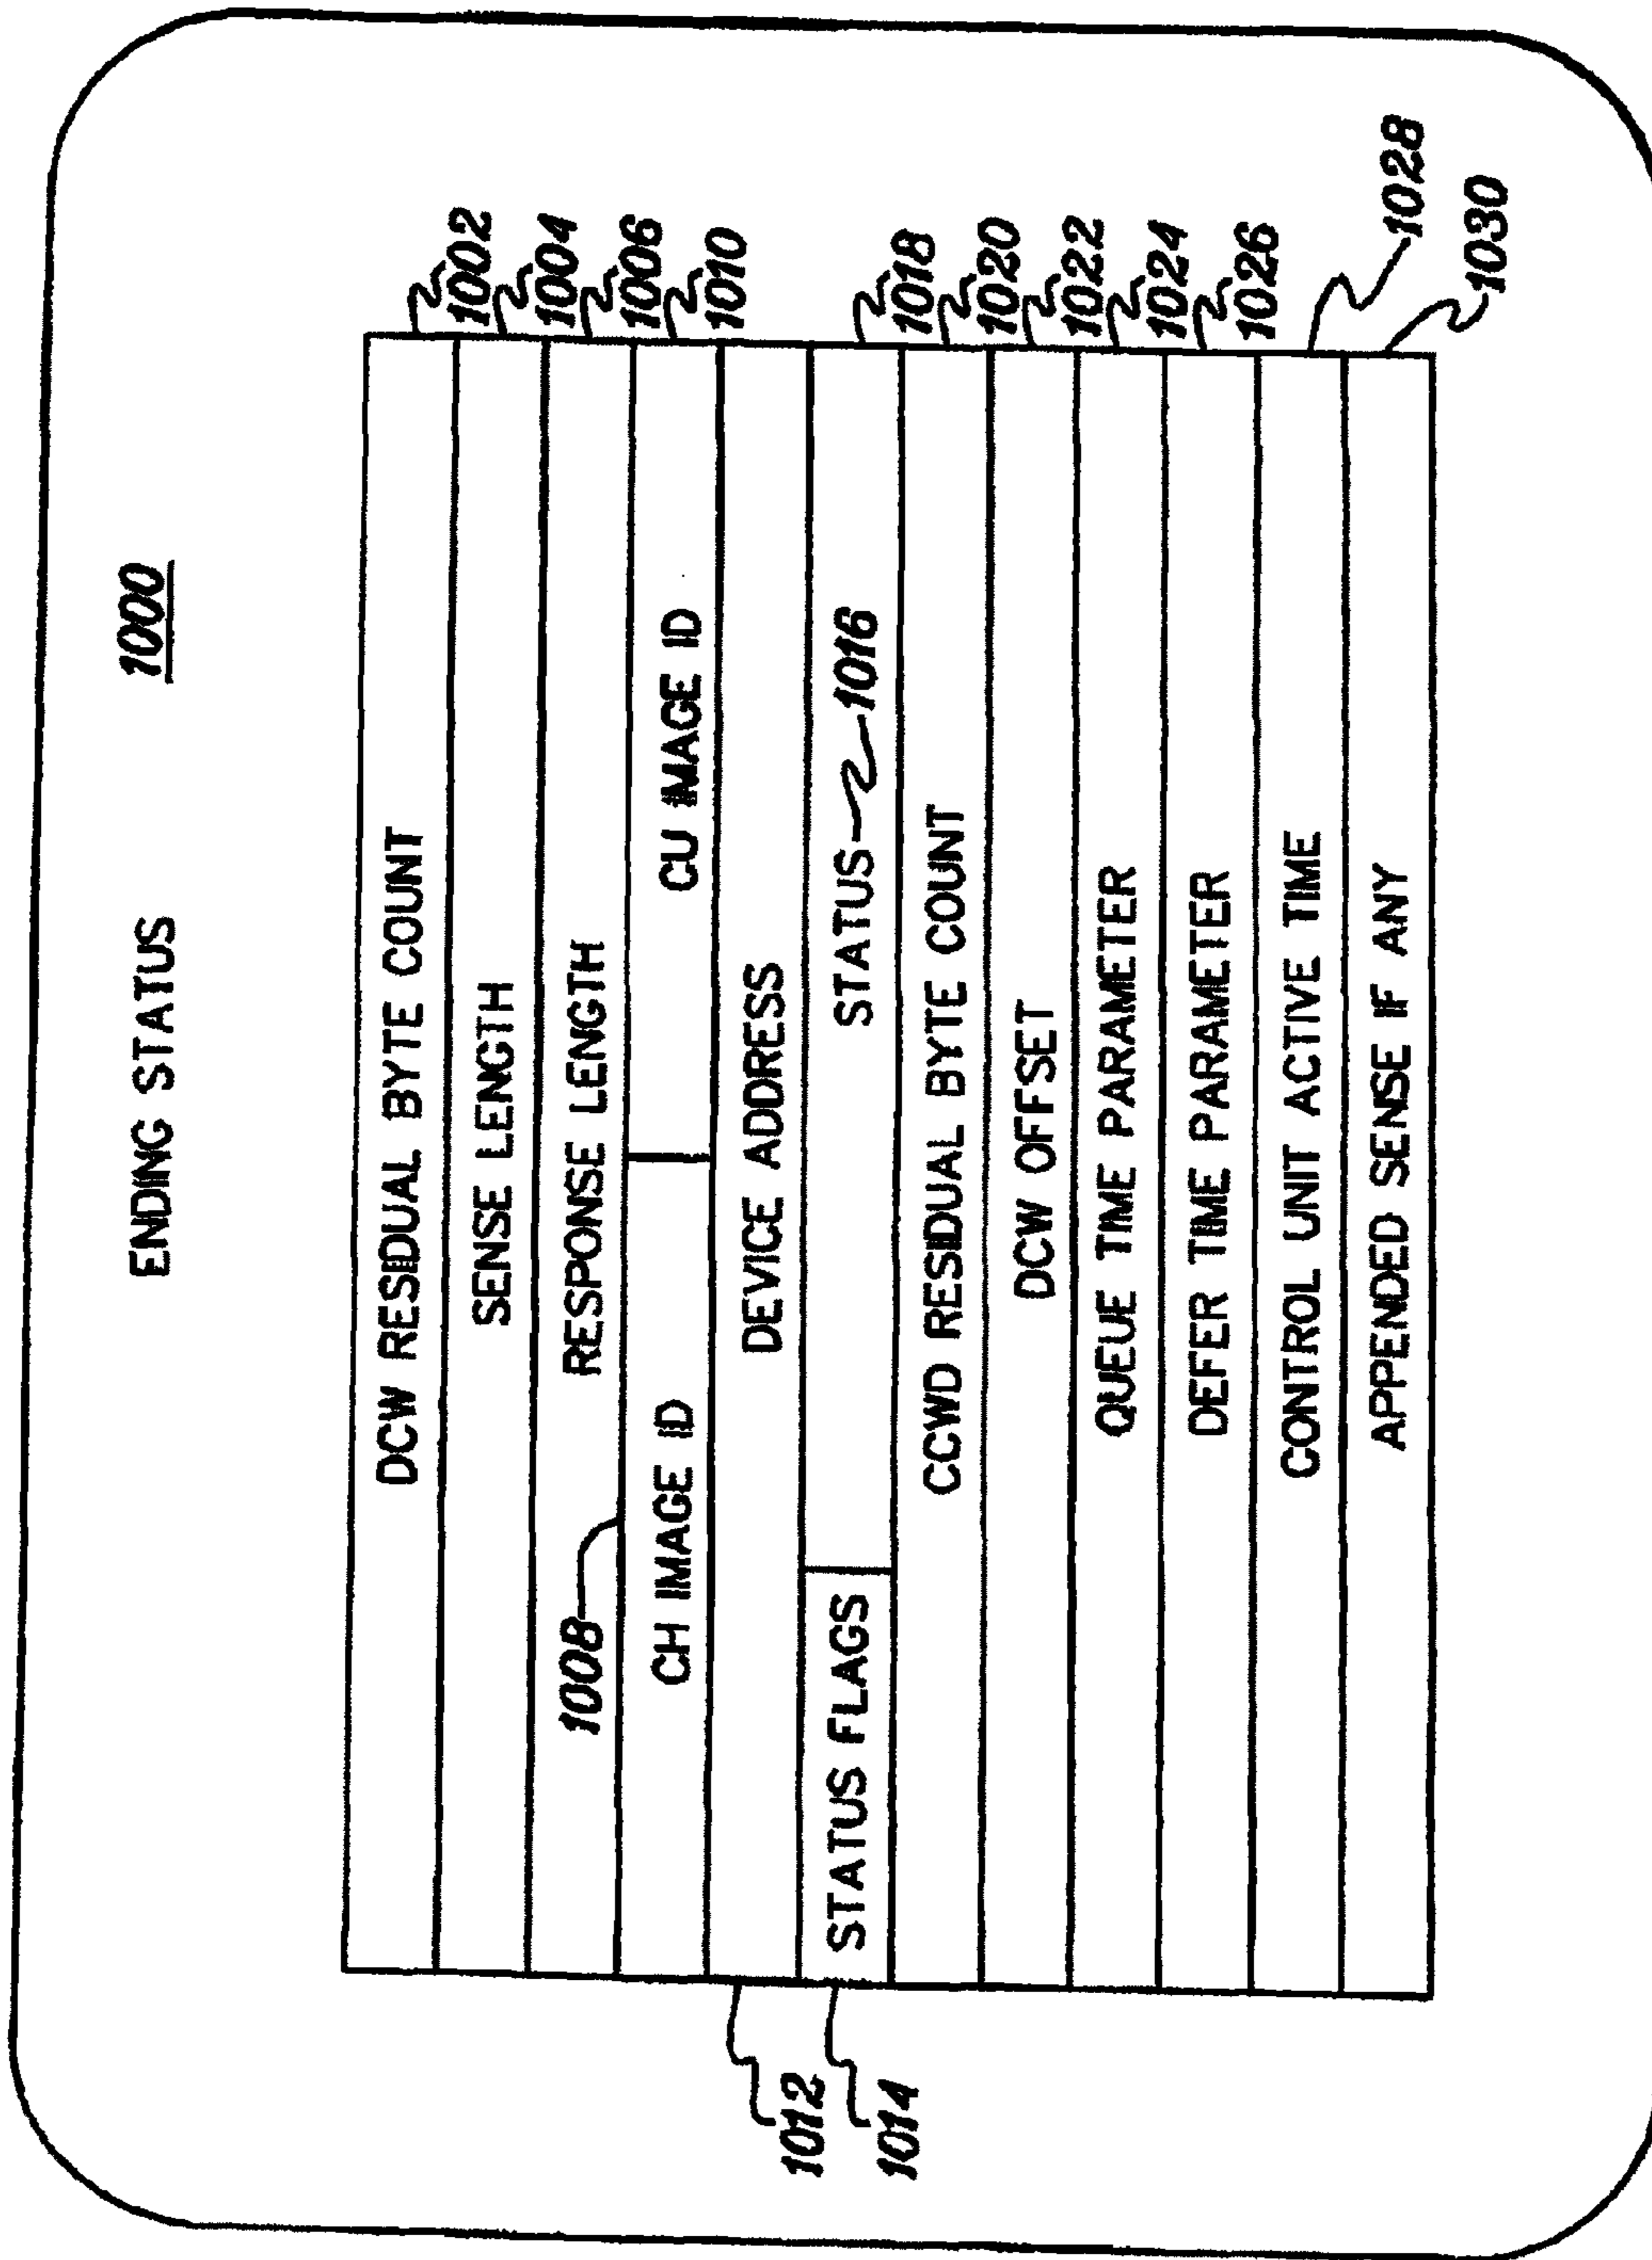 ENDING STATUS 1000
DCW RESIDUAL BYTE COUNT 1002
SENSE LENGTH 1004
1008 RESPONSE LENGTH 1006
CH IMAGE ID CU IMAGE ID 1010
1012 DEVICE ADDRESS
1014 STATUS FLAGS STATUS 1016
CCWD RESIDUAL BYTE COUNT 1018
DCW OFFSET 1020
QUEUE TIME PARAMETER 1022
DEFER TIME PARAMETER 1024
CONTROL UNIT ACTIVE TIME 1026
APPENDED SENSE IF ANY 1028
1030